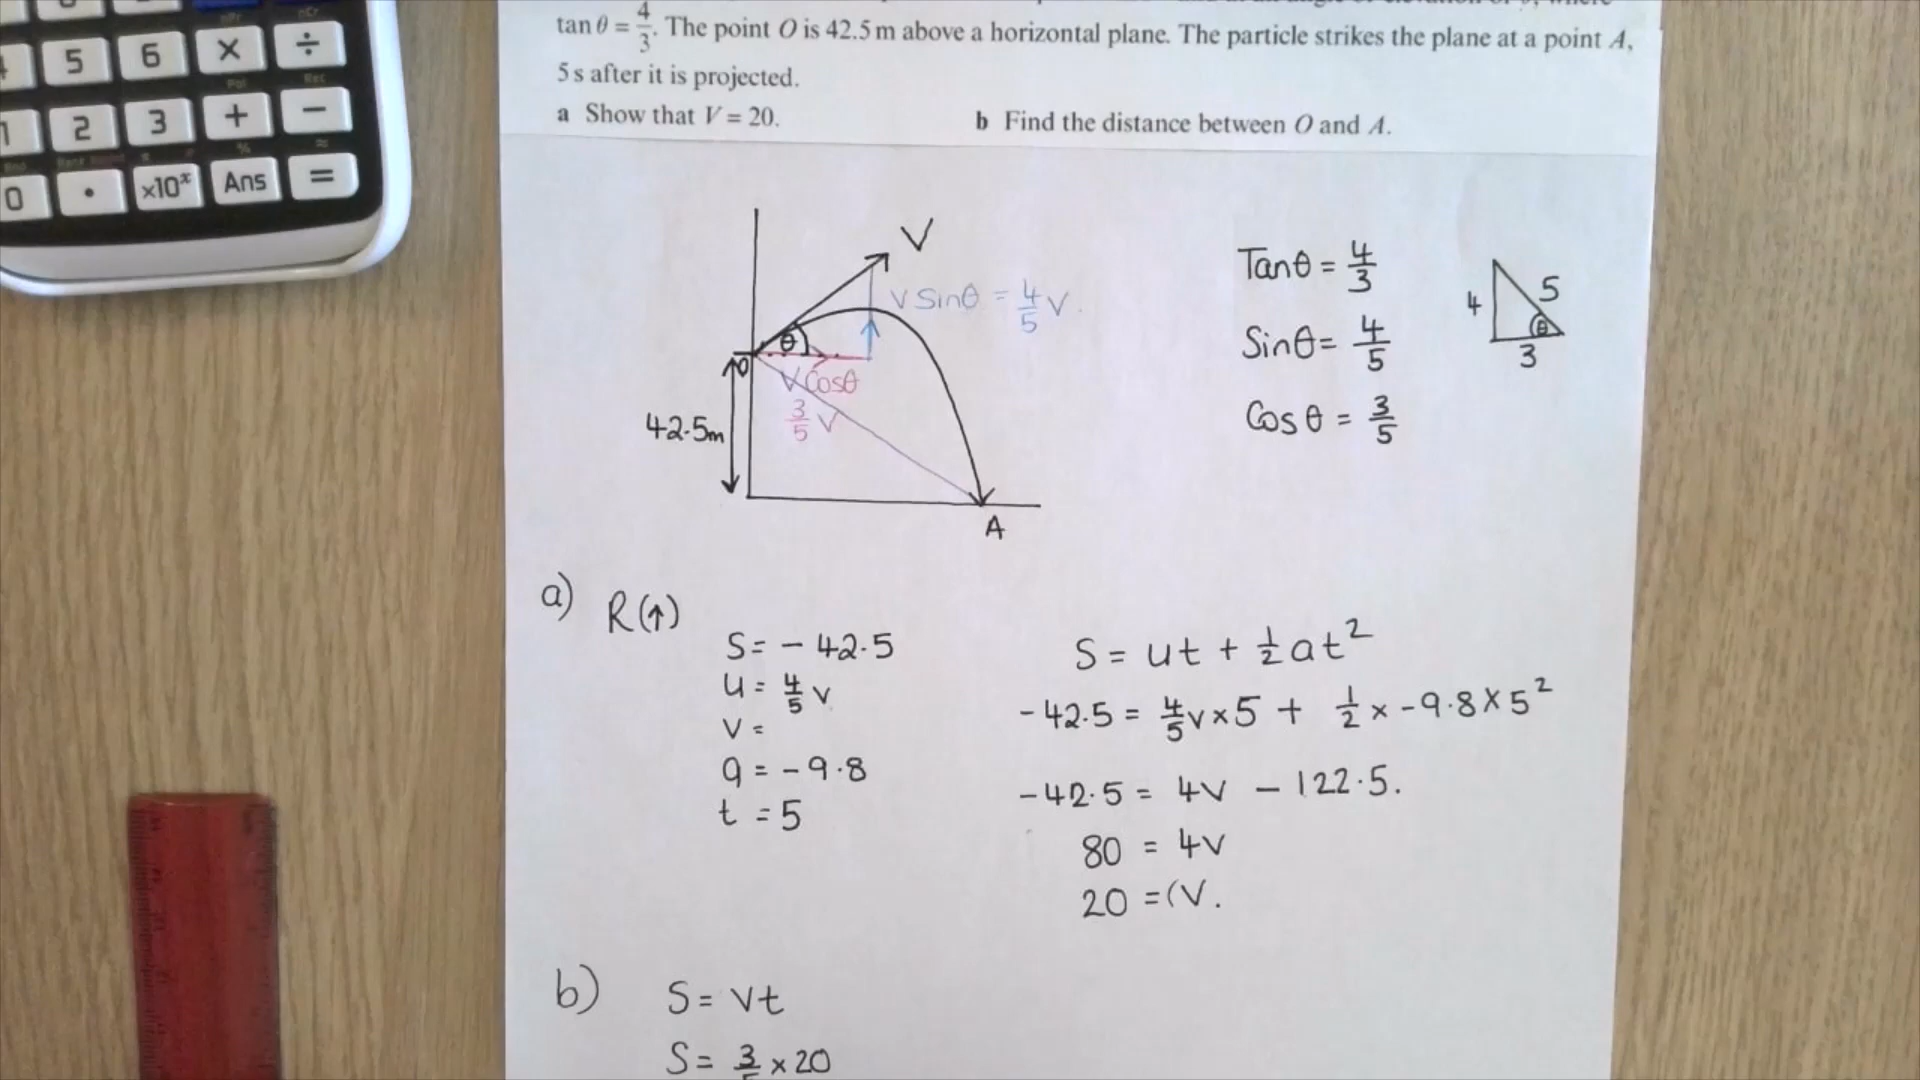 tan θ = 4/3. The point O is 42.5 m above a horizontal plane. The particle strikes the plane at a point A,
5 s after it is projected.
a Show that V = 20.
b Find the distance between O and A.
5 6 × ÷
1 2 3 + −
0 . ×10ˣ Ans =
V
V Sinθ = 4/5 V
θ
O
V Cosθ
3/5 V
42.5m
A
Tanθ = 4/3
Sinθ = 4/5
Cosθ = 3/5
4 5
θ
3
a) R(↑)
S = - 42.5
u = 4/5 V
v =
a = -9.8
t = 5
S = ut + 1/2 at²
-42.5 = 4/5 V × 5 + 1/2 × -9.8 × 5²
-42.5 = 4V - 122.5.
80 = 4V
20 = (V.
b) S = vt
S = 3/5 × 20